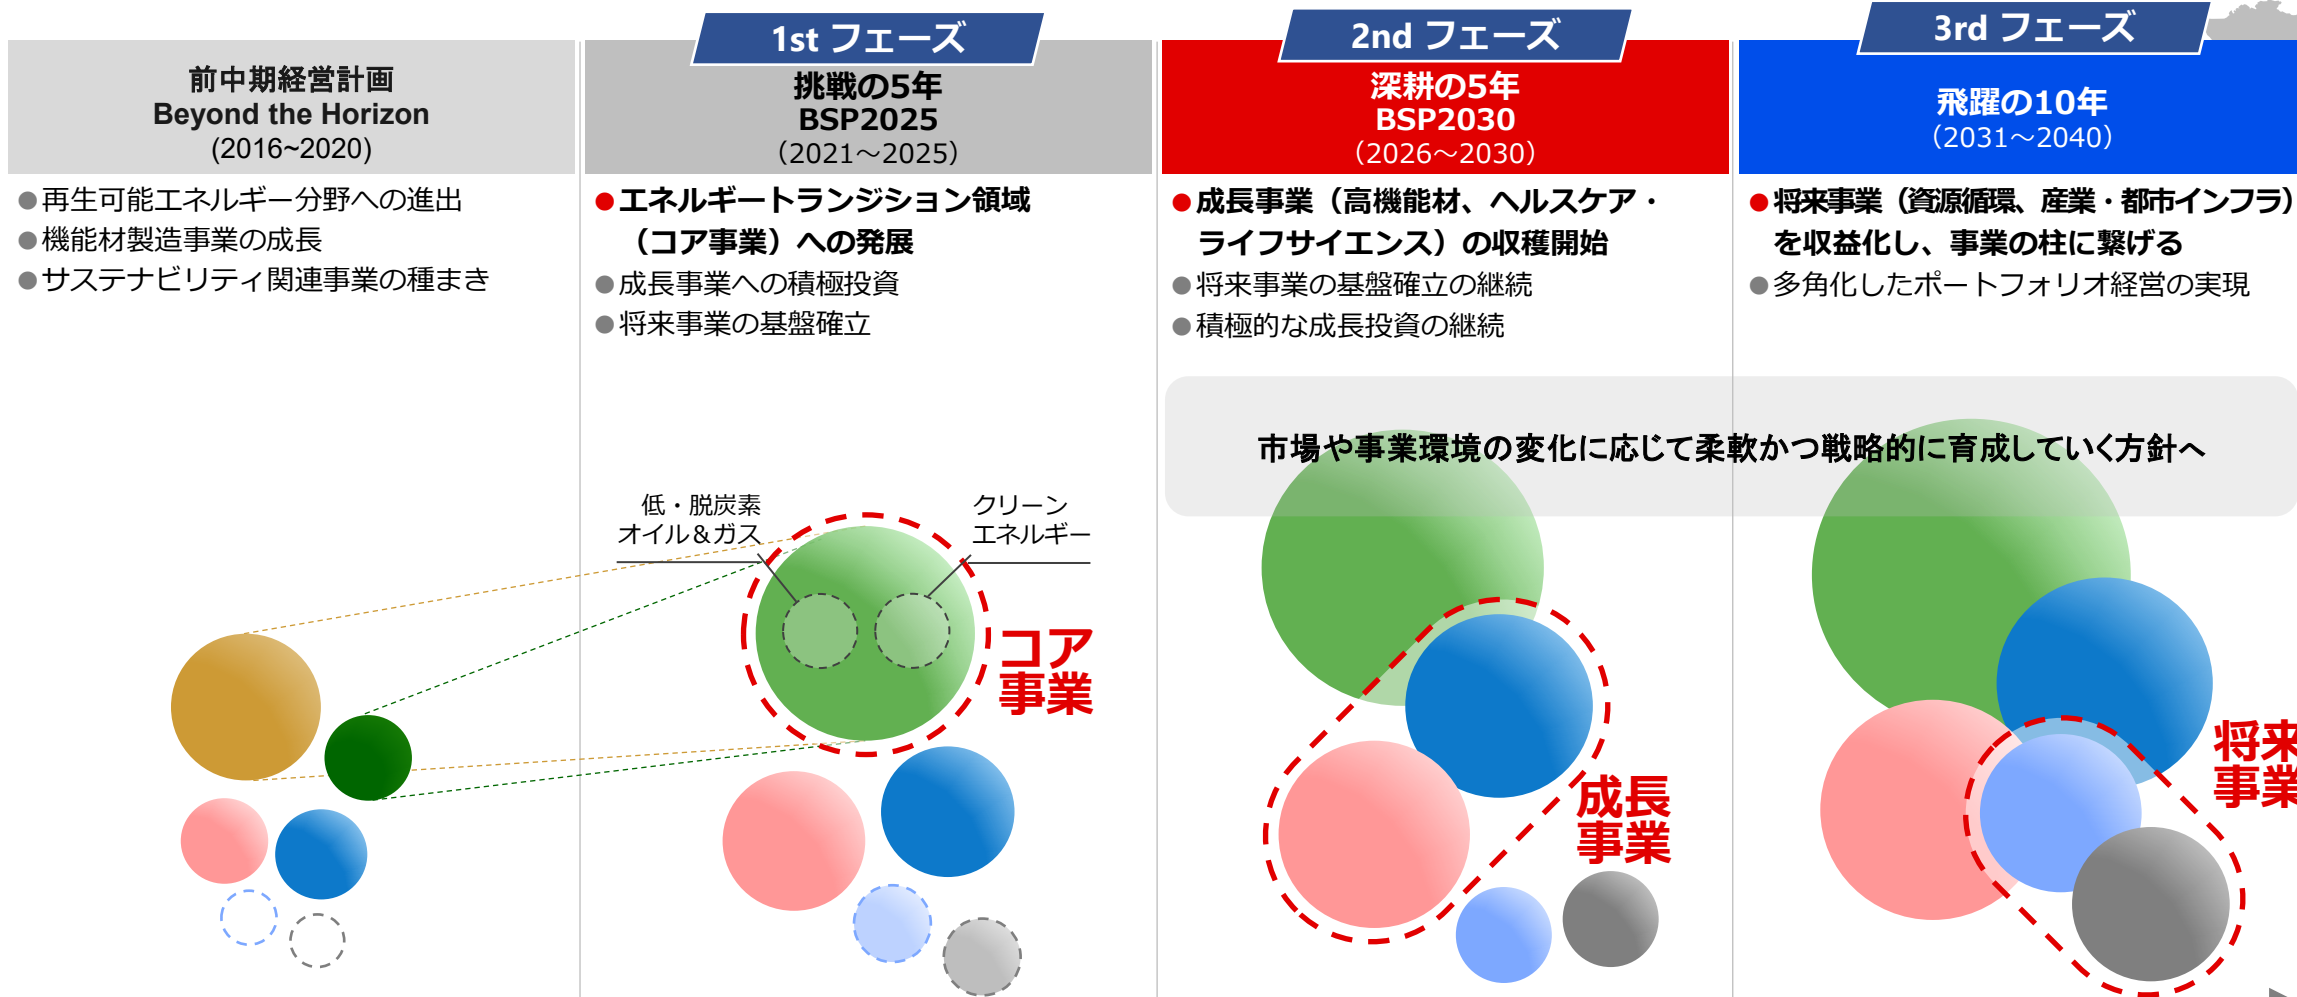 前中期経営計画
Beyond the Horizon
(2016~2020)
●再生可能エネルギー分野への進出
●機能材製造事業の成長
●サステナビリティ関連事業の種まき
1st フェーズ
挑戦の5年
BSP2025
（2021～2025）
●エネルギートランジション領域
（コア事業）への発展
●成長事業への積極投資
●将来事業の基盤確立
2nd フェーズ
深耕の5年
BSP2030
（2026～2030）
●成長事業（高機能材、ヘルスケア・
ライフサイエンス）の収穫開始
●将来事業の基盤確立の継続
●積極的な成長投資の継続
3rd フェーズ
飛躍の10年
（2031～2040）
●将来事業（資源循環、産業・都市インフラ）
を収益化し、事業の柱に繋げる
●多角化したポートフォリオ経営の実現
市場や事業環境の変化に応じて柔軟かつ戦略的に育成していく方針へ
低・脱炭素
オイル＆ガス
クリーン
エネルギー
コア
事業
成長
事業
将来
事業